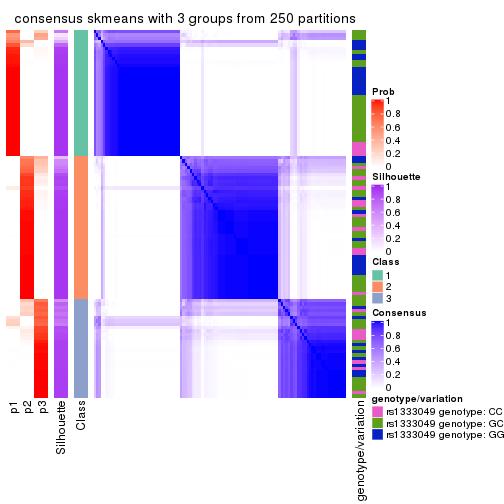 consensus skmeans with 3 groups from 250 partitions
Prob
1
0.8
0.6
0.4
0.2
0
Silhouette
1
0.8
0.6
0.4
0.2
0
Class
1
2
3
Consensus
1
0.8
0.6
0.4
0.2
0
genotype/variation
rs1333049 genotype: CC
rs1333049 genotype: GC
rs1333049 genotype: GG
p1
p2
p3
Silhouette
Class
genotype/variation